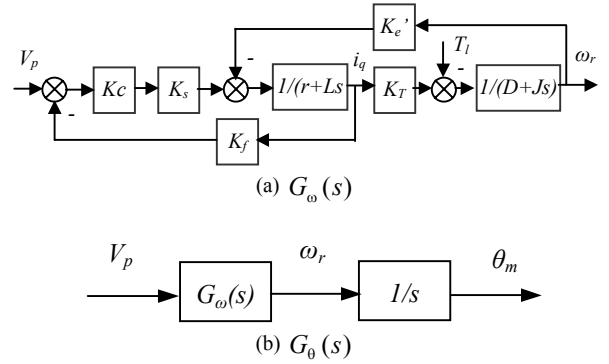 K_e'
V_p
i_q
T_l
ω_r
-
-
Kc
K_s
1/(r+Ls
K_T
1/(D+Js)
-
K_f
(a) G_ω(s)
V_p
ω_r
θ_m
G_ω(s)
1/s
(b) G_θ(s)